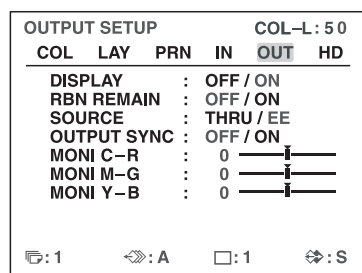 OUTPUT SETUP COL–L:50
COL LAY PRN IN OUT HD
DISPLAY : OFF / ON
RBN REMAIN : OFF / ON
SOURCE : THRU / EE
OUTPUT SYNC : OFF / ON
MONI C–R : 0
MONI M–G : 0
MONI Y–B : 0
:1 :A :1 :S